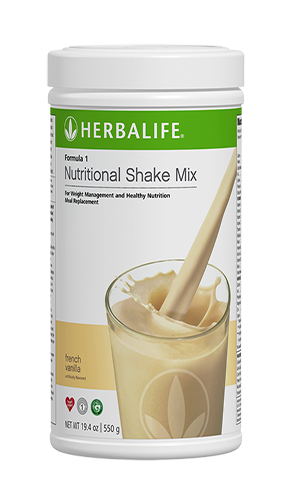 HERBALIFE®
Formula 1
Nutritional Shake Mix
For Weight Management and Healthy Nutrition
Meal Replacement
french
vanilla
NET WT 19.4 oz | 550 g